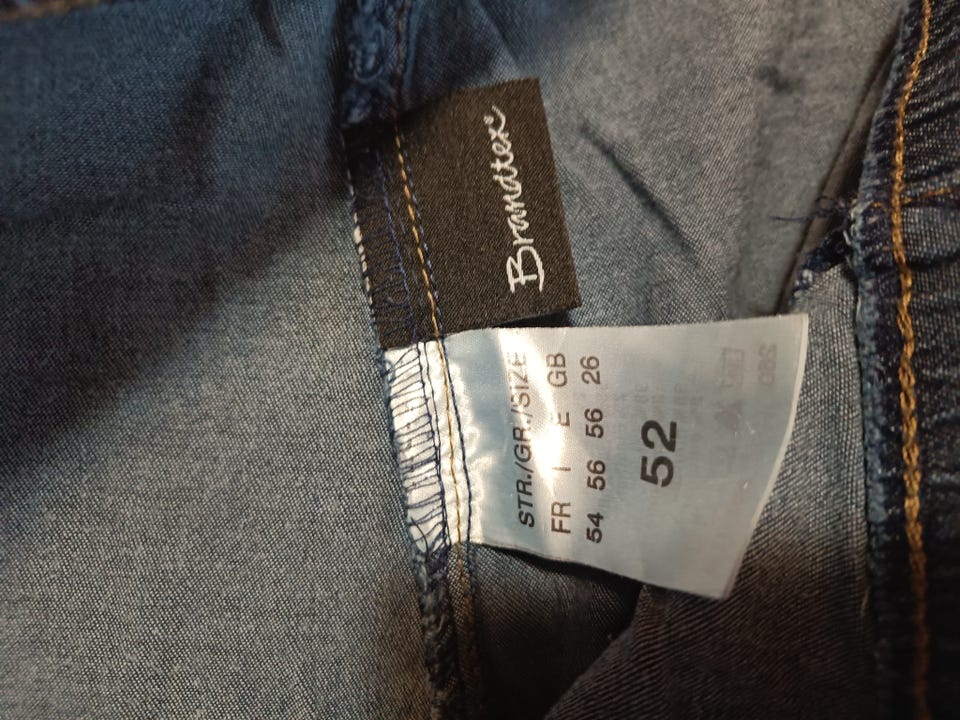 Brandtex
STR./GR./SIZE
FR I E GB
54 56 56 26
52